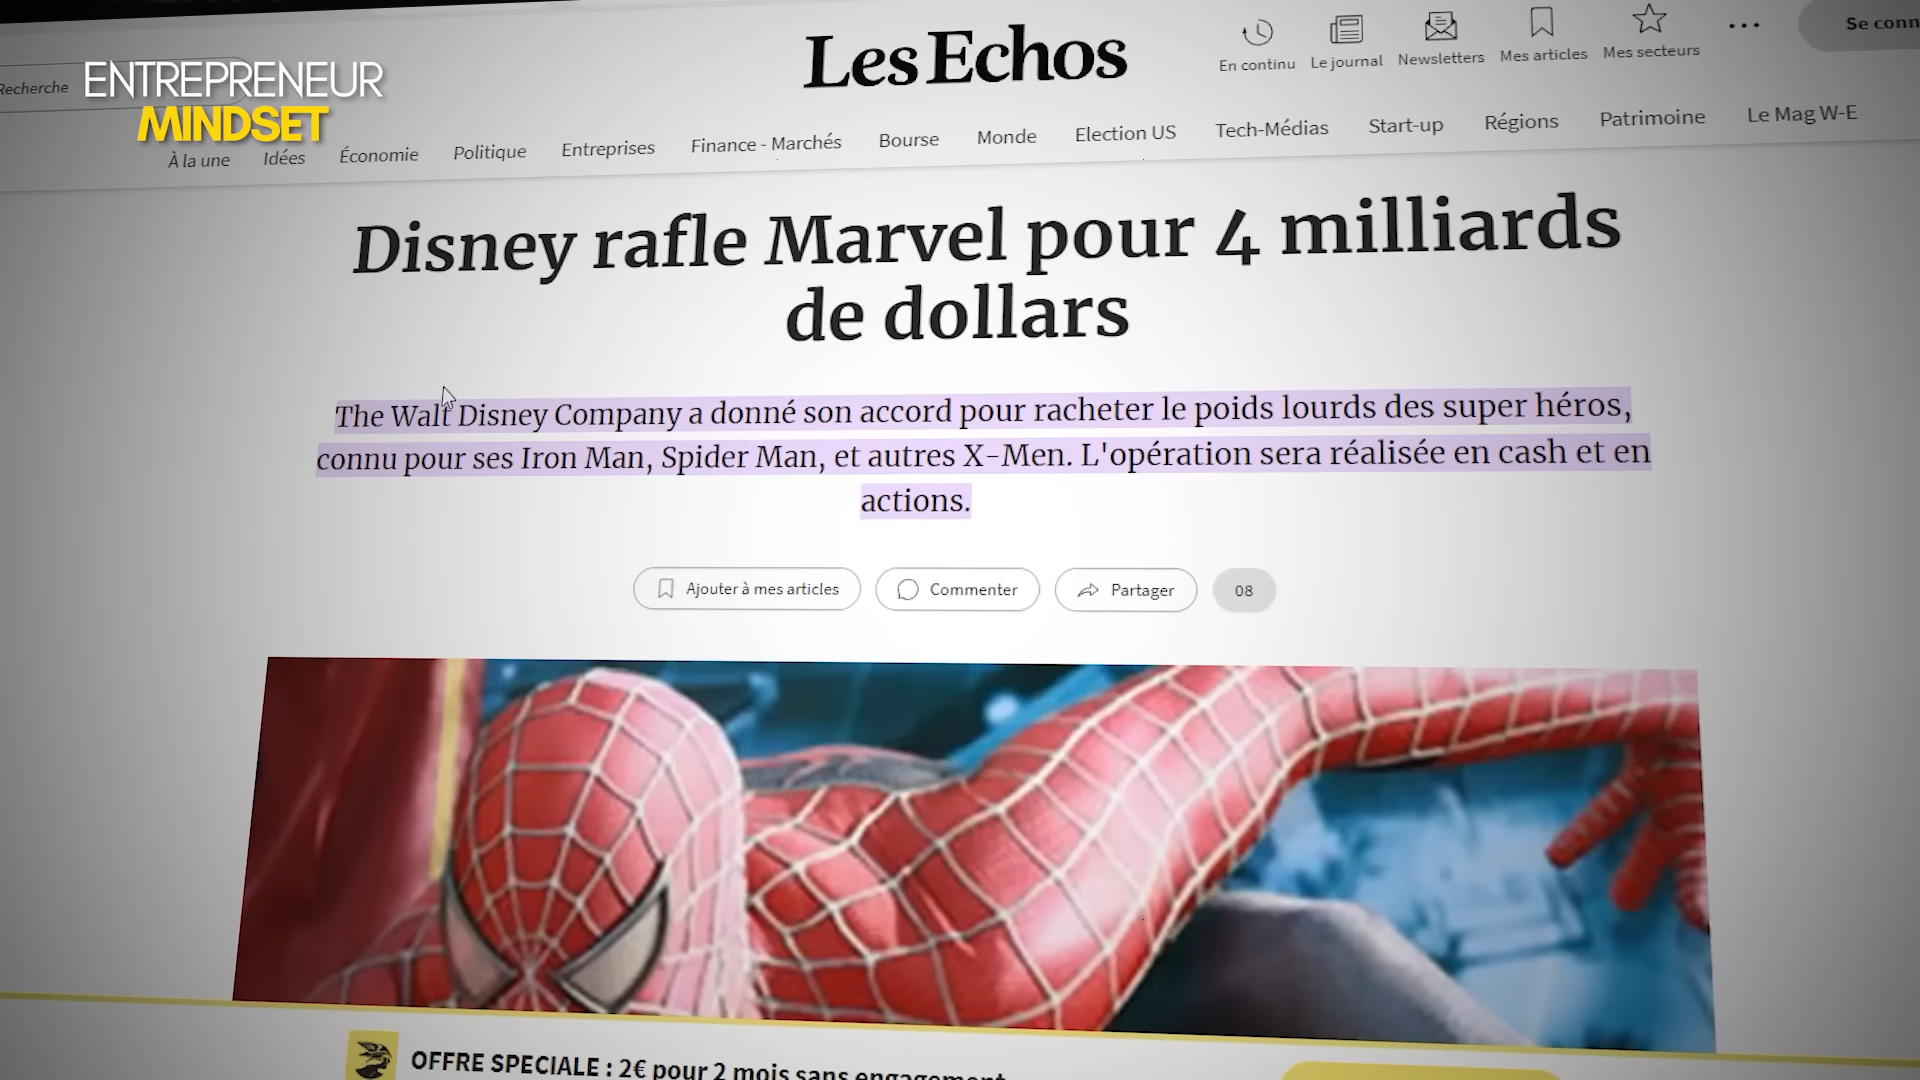 Les Echos
Recherche
ENTREPRENEUR
MINDSET
En continu
Le journal
Newsletters
Mes articles
Mes secteurs
Se conn
À la une
Idées
Économie
Politique
Entreprises
Finance - Marchés
Bourse
Monde
Election US
Tech-Médias
Start-up
Régions
Patrimoine
Le Mag W-E
Disney rafle Marvel pour 4 milliards
de dollars
The Walt Disney Company a donné son accord pour racheter le poids lourds des super héros,
connu pour ses Iron Man, Spider Man, et autres X-Men. L'opération sera réalisée en cash et en
actions.
Ajouter à mes articles
Commenter
Partager
08
OFFRE SPECIALE : 2€ pour 2 mois sans engagement